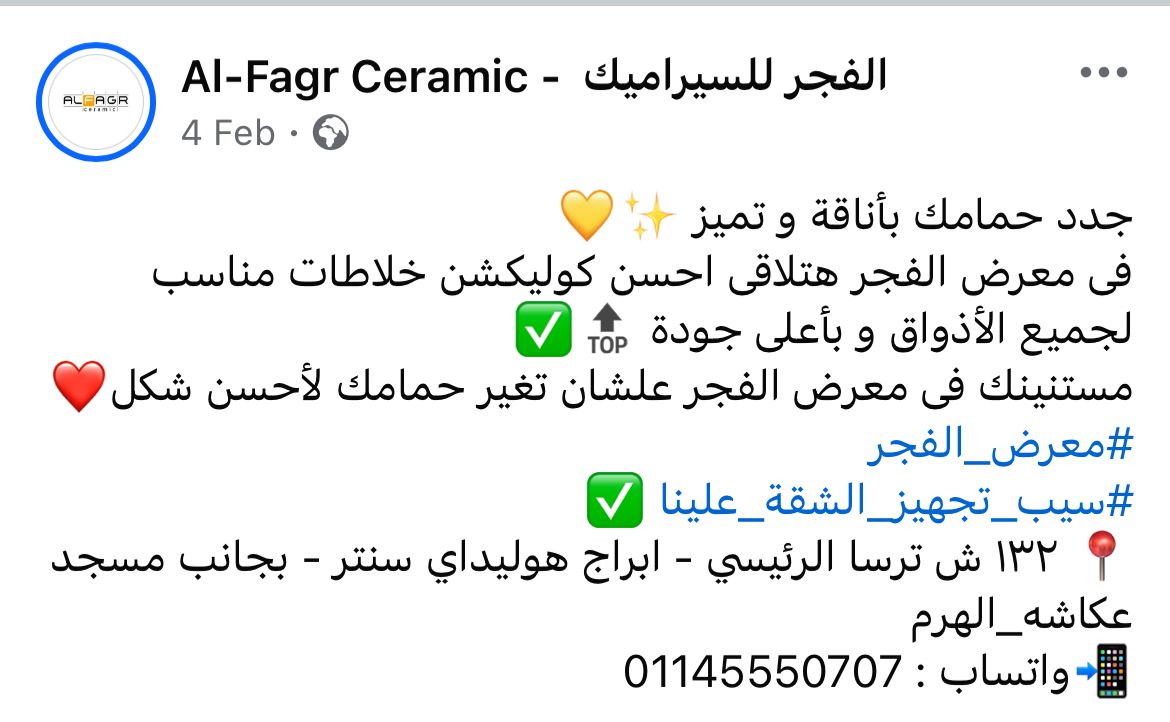 ALFAGR
ceramic
Al-Fagr Ceramic - الفجر للسيراميك
4 Feb ·
جدد حمامك بأناقة و تميز ✨💛
فى معرض الفجر هتلاقى احسن كوليكشن خلاطات مناسب
لجميع الأذواق و بأعلى جودة 🔝✅
مستنينك فى معرض الفجر علشان تغير حمامك لأحسن شكل❤️
#معرض_الفجر
#سيب_تجهيز_الشقة_علينا ✅
📍 ١٣٢ ش ترسا الرئيسي - ابراج هوليداي سنتر - بجانب مسجد
عكاشه_الهرم
📲واتساب : 01145550707